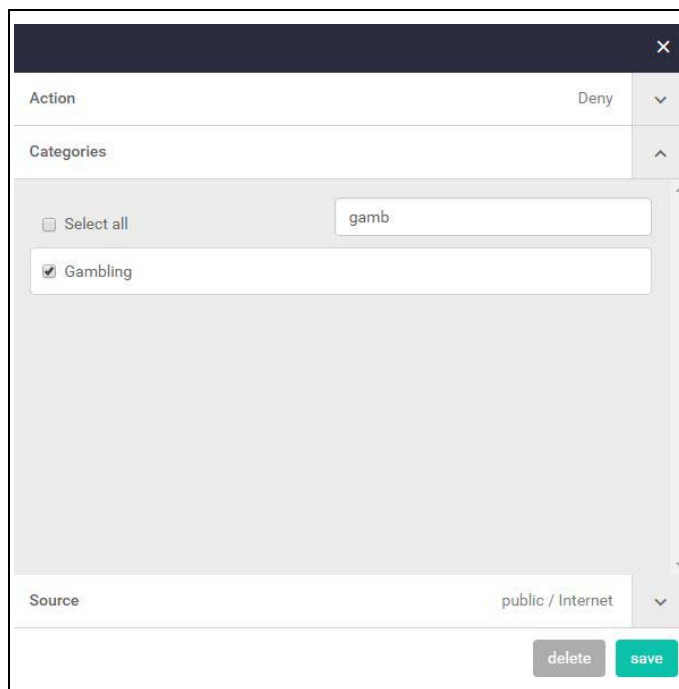 Action Deny
Categories
Select all gamb
Gambling
Source public / Internet
delete save